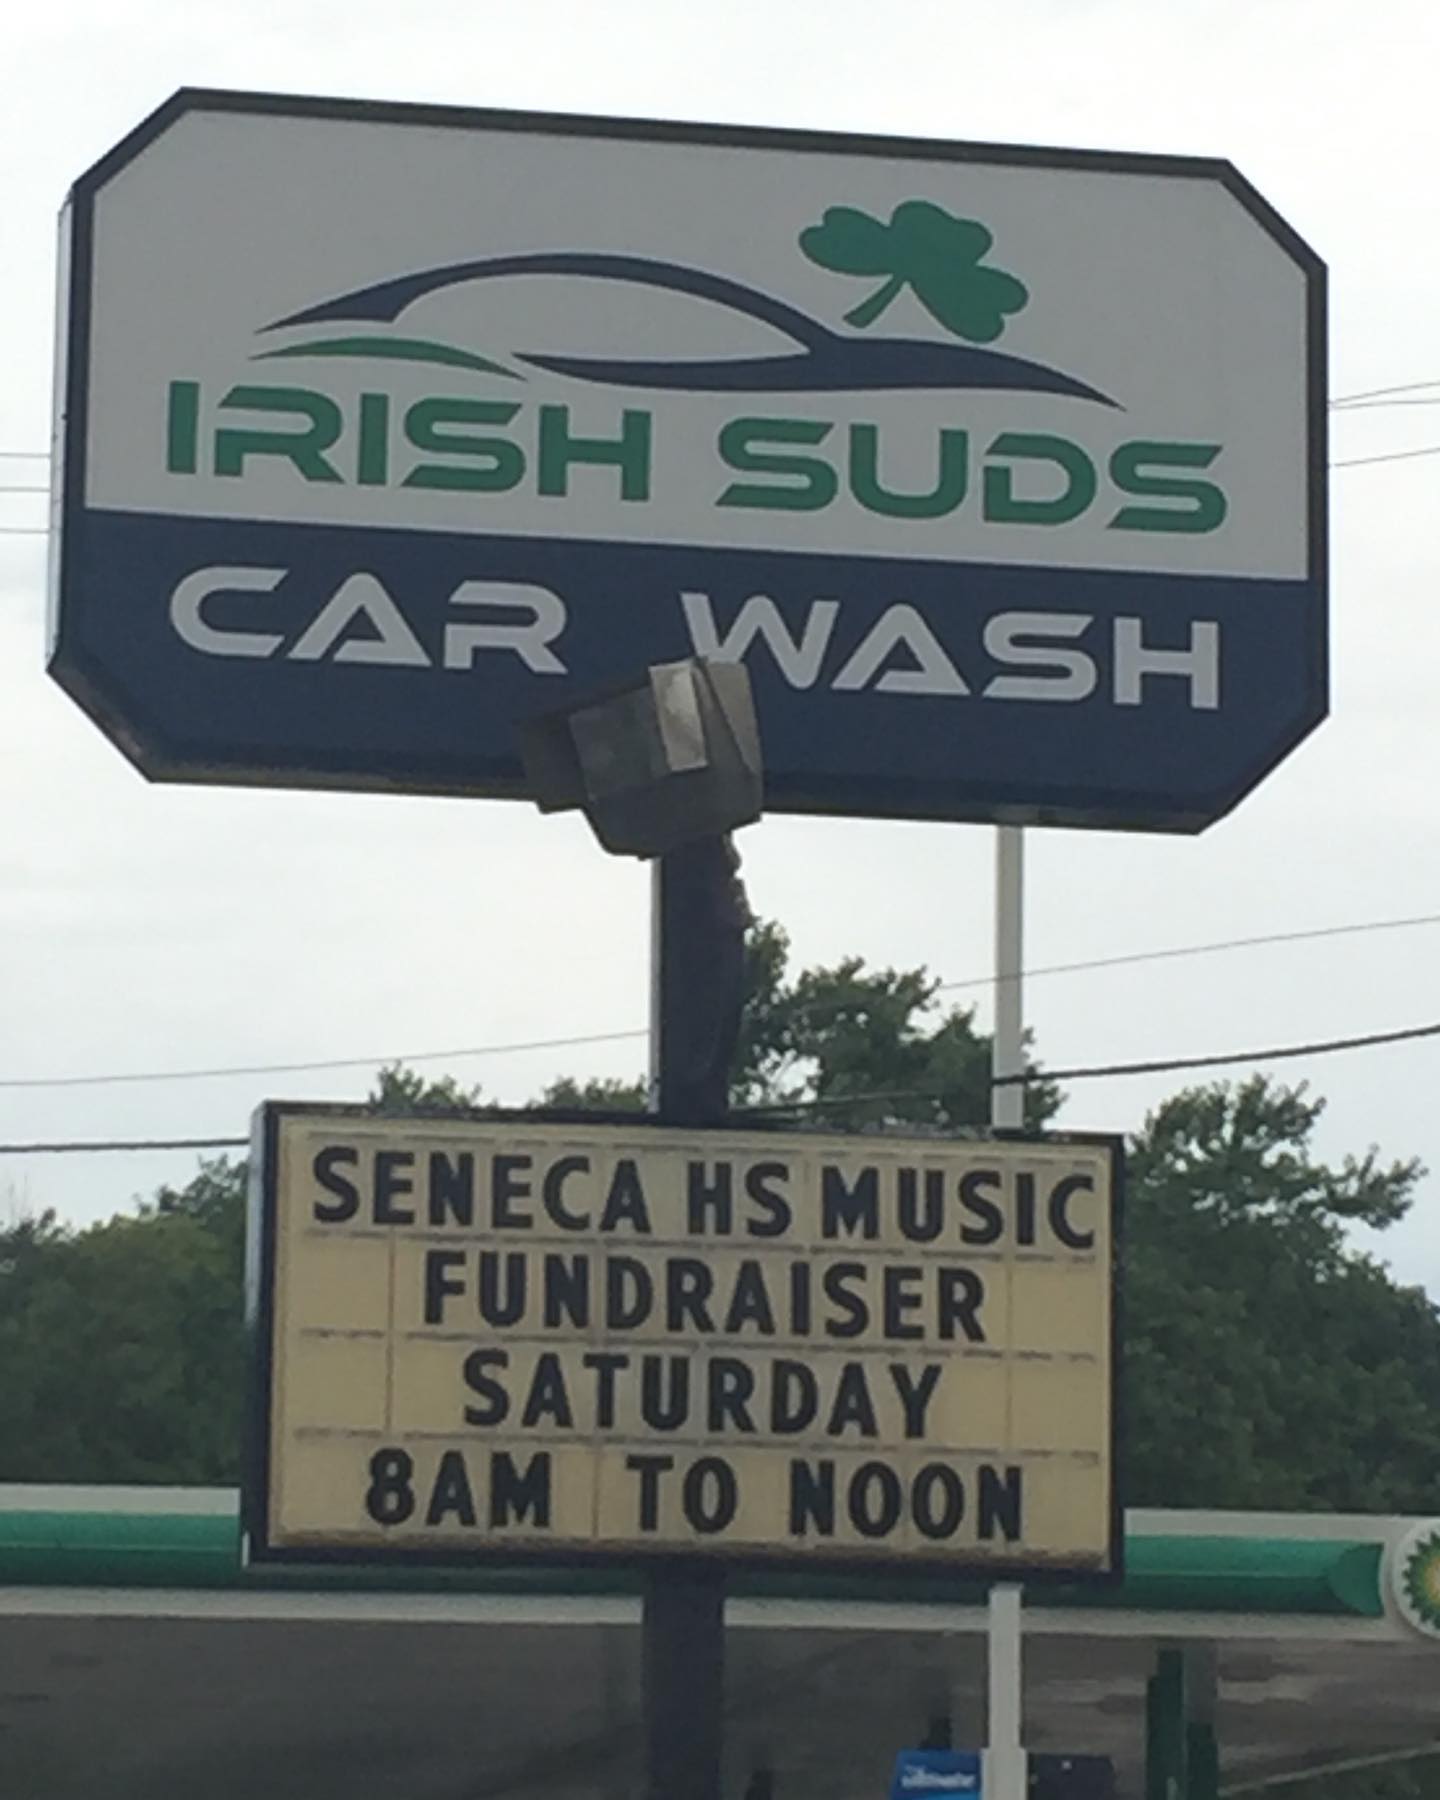 IRISH SUDS
CAR WASH
SENECA HS MUSIC
FUNDRAISER
SATURDAY
8AM TO NOON